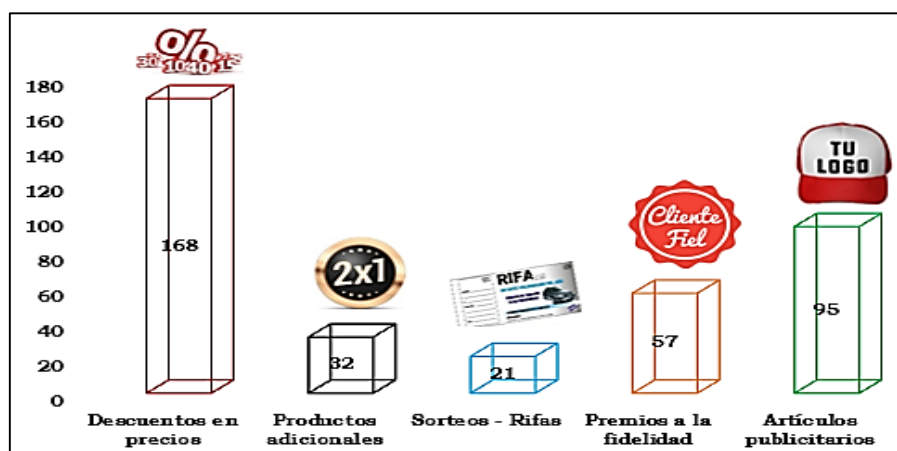 %
180
160
140
120
100
80
60
40
20
0
168
2x1
32
RIFA
21
Cliente
Fiel
57
TU
LOGO
95
Descuentos en
precios
Productos
adicionales
Sorteos - Rifas
Premios a la
fidelidad
Artículos
publicitarios